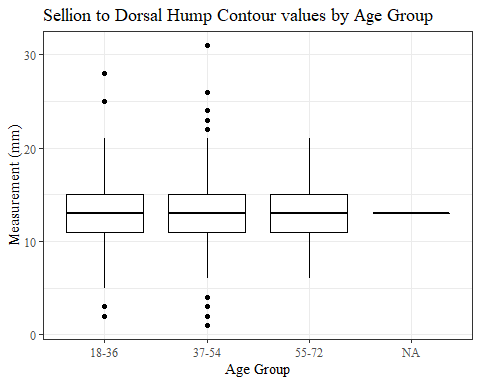 Sellion to Dorsal Hump Contour values by Age Group
Measurement (mm)
30
20
10
0
18-36
37-54
55-72
NA
Age Group